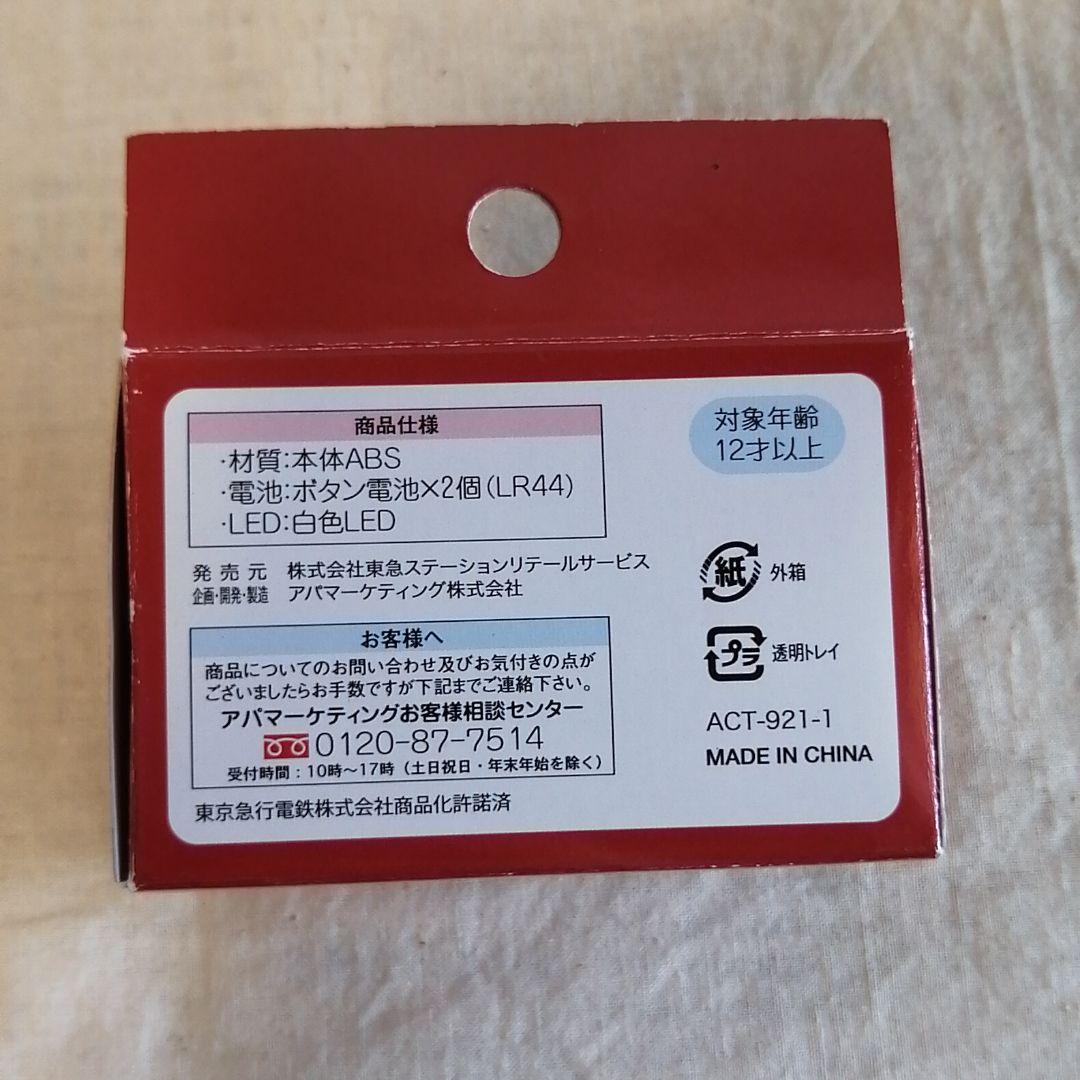 商品仕様
・材質：本体ABS
・電池：ボタン電池×2個（LR44）
・LED：白色LED
対象年齢
12才以上
発売元 株式会社東急ステーションリテールサービス
企画・開発・製造 アパマーケティング株式会社
紙 外箱
プラ 透明トレイ
お客様へ
商品についてのお問い合わせ及びお気付きの点が
ございましたらお手数ですが下記までご連絡下さい。
アパマーケティングお客様相談センター
0120-87-7514
受付時間：10時～17時（土日祝日・年末年始を除く）
ACT-921-1
MADE IN CHINA
東京急行電鉄株式会社商品化許諾済